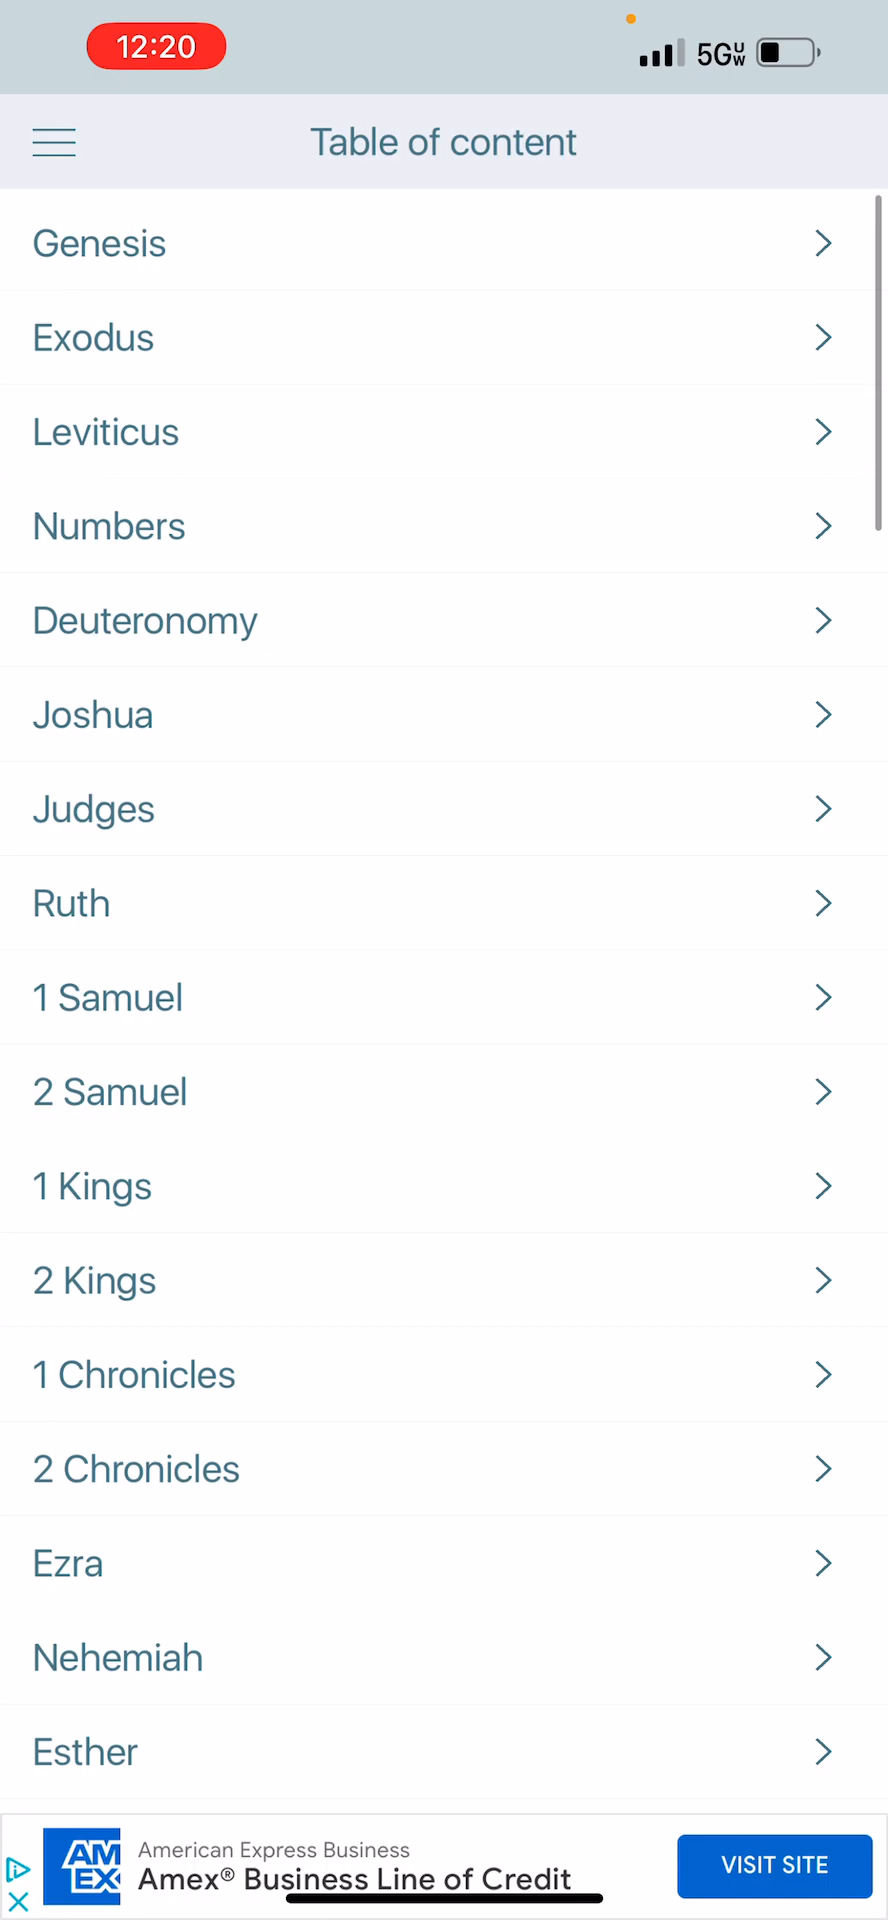 12:20
5G UW
Table of content
Genesis
Exodus
Leviticus
Numbers
Deuteronomy
Joshua
Judges
Ruth
1 Samuel
2 Samuel
1 Kings
2 Kings
1 Chronicles
2 Chronicles
Ezra
Nehemiah
Esther
AM
EX
American Express Business
Amex® Business Line of Credit
VISIT SITE